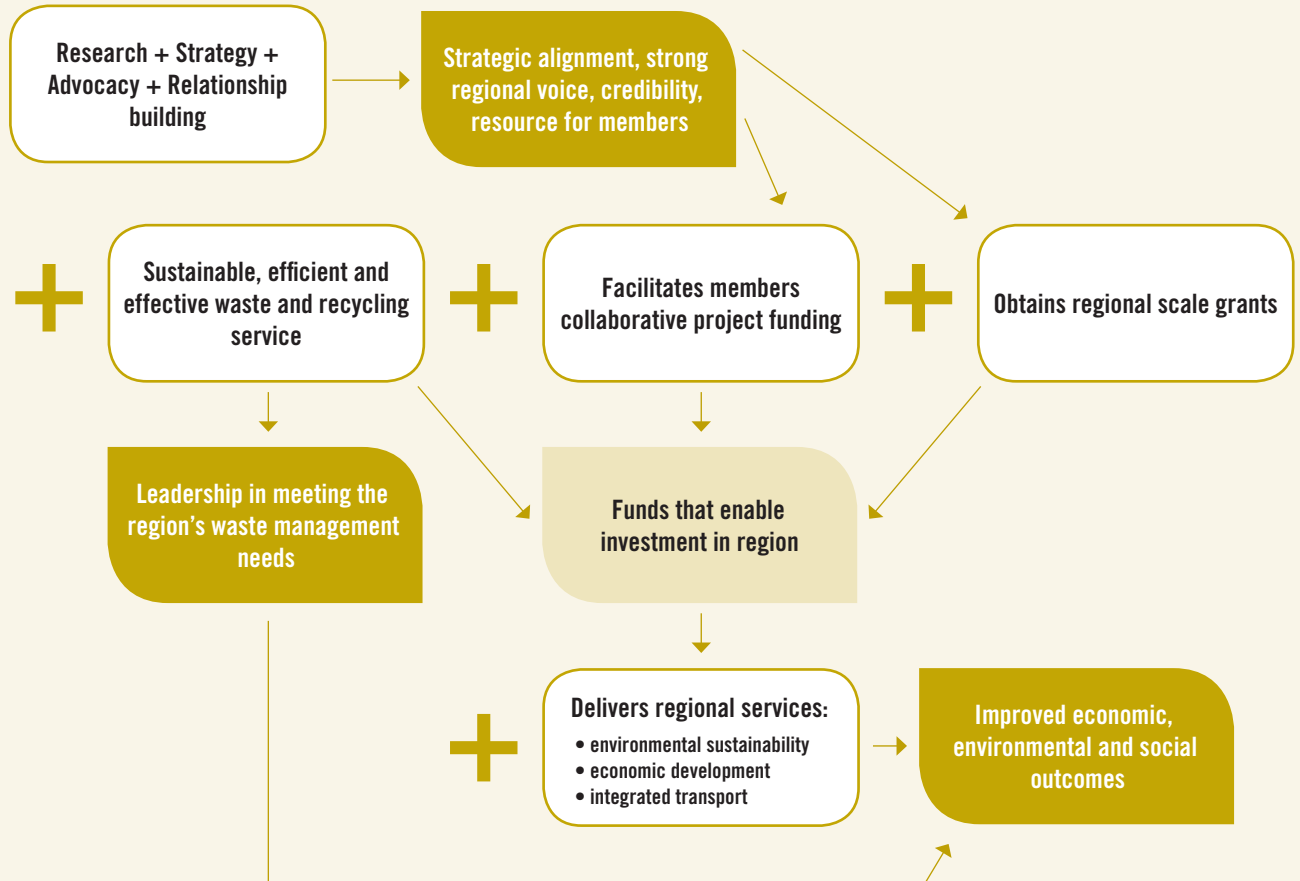 Research + Strategy +
Advocacy + Relationship
building
Strategic alignment, strong
regional voice, credibility,
resource for members
+
Sustainable, efficient and
effective waste and recycling
service
+
Facilitates members
collaborative project funding
+
Obtains regional scale grants
Leadership in meeting the
region’s waste management
needs
Funds that enable
investment in region
+
Delivers regional services:
• environmental sustainability
• economic development
• integrated transport
Improved economic,
environmental and social
outcomes